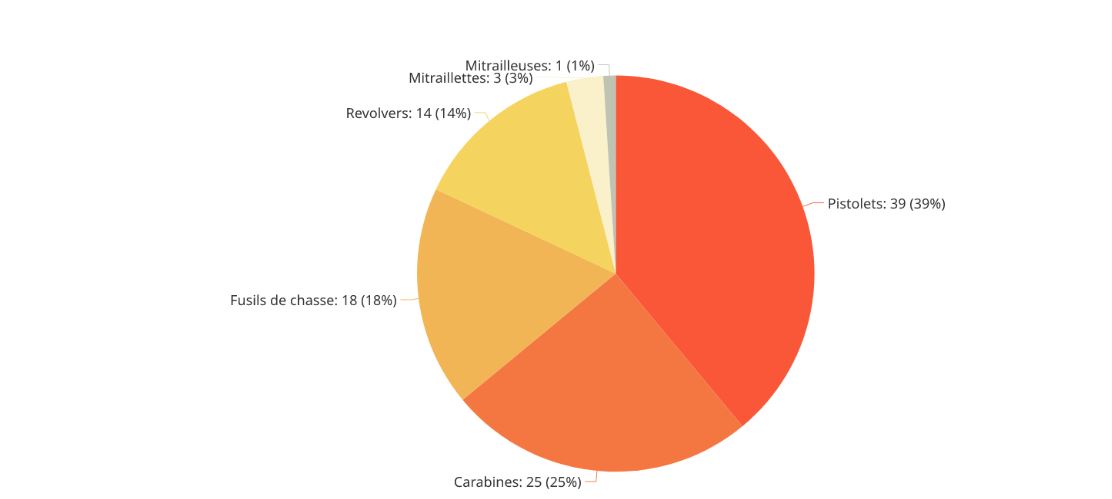 Mitrailleuses: 1 (1%)
Mitraillettes: 3 (3%)
Revolvers: 14 (14%)
Pistolets: 39 (39%)
Fusils de chasse: 18 (18%)
Carabines: 25 (25%)